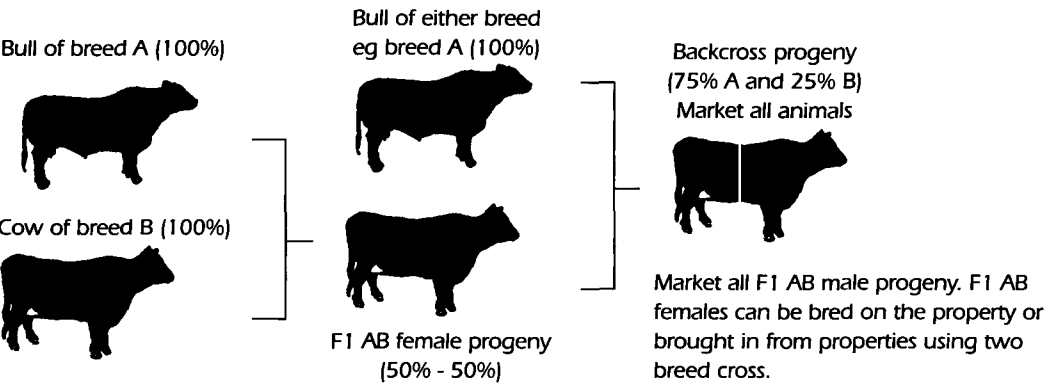 Bull of breed A (100%)
Cow of breed B (100%)
Bull of either breed
eg breed A (100%)
F1 AB female progeny
(50% - 50%)
Backcross progeny
(75% A and 25% B)
Market all animals
Market all F1 AB male progeny. F1 AB
females can be bred on the property or
brought in from properties using two
breed cross.